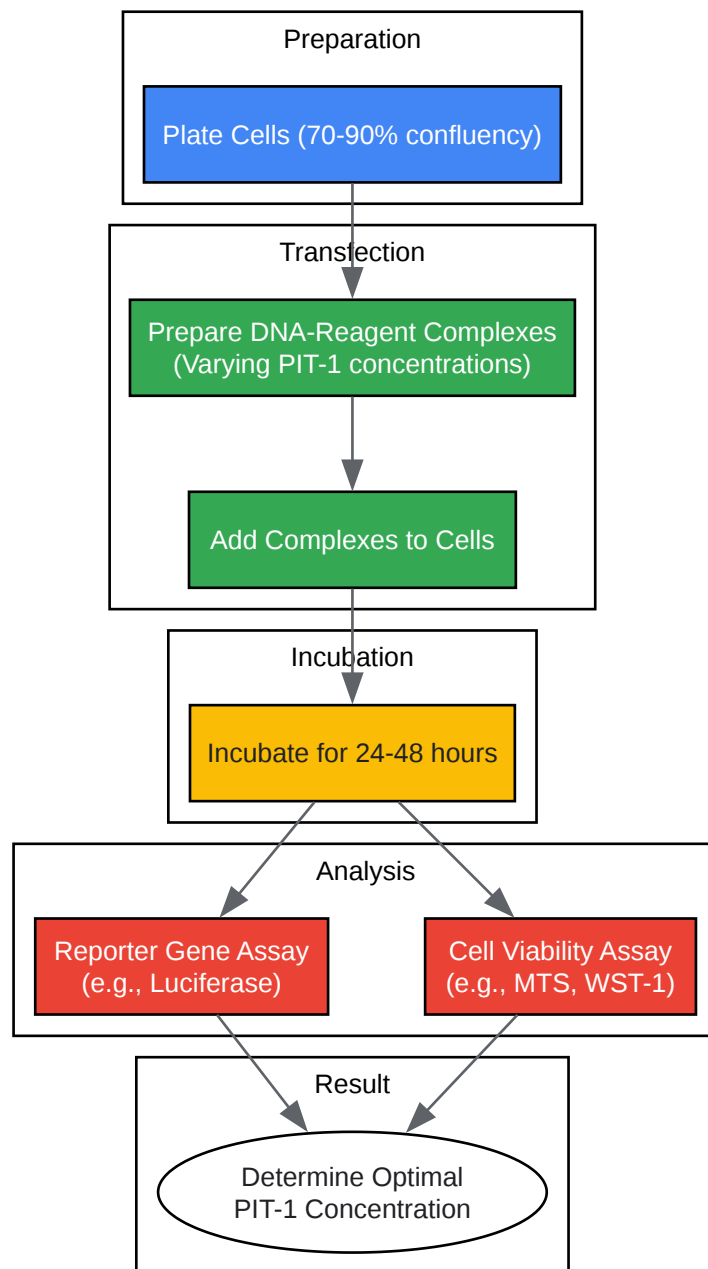 Preparation
Plate Cells (70-90% confluency)
Transfection
Prepare DNA-Reagent Complexes
(Varying PIT-1 concentrations)
Add Complexes to Cells
Incubation
Incubate for 24-48 hours
Analysis
Reporter Gene Assay
(e.g., Luciferase)
Cell Viability Assay
(e.g., MTS, WST-1)
Result
Determine Optimal
PIT-1 Concentration